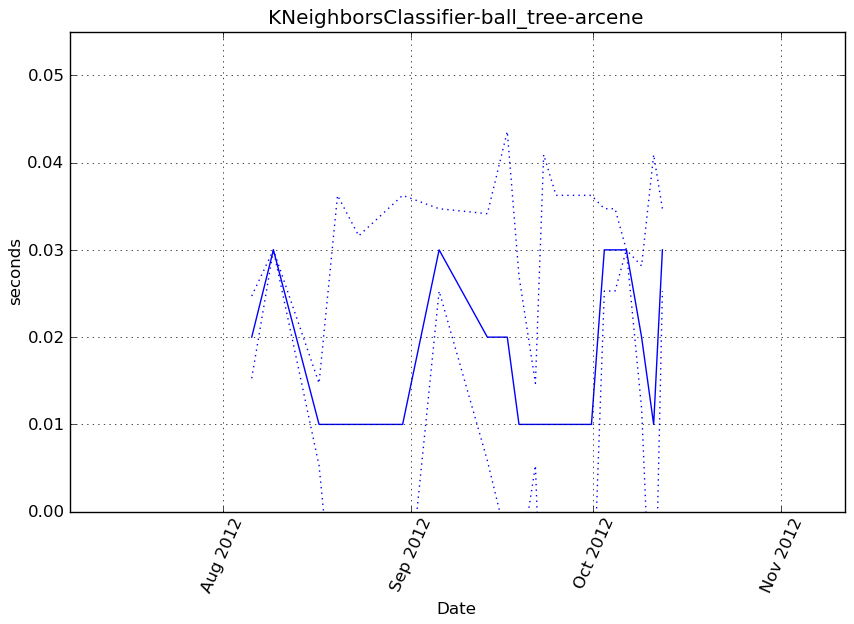 KNeighborsClassifier-ball_tree-arcene
0.05
0.04
0.03
0.02
0.01
0.00
seconds
Aug 2012
Sep 2012
Oct 2012
Nov 2012
Date